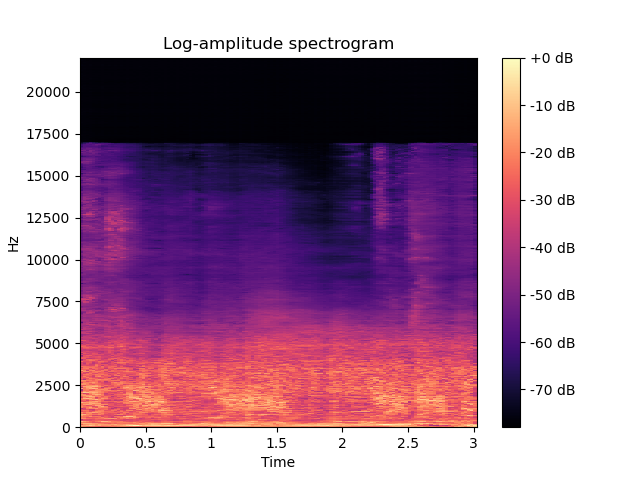 Log-amplitude spectrogram
Hz
20000
17500
15000
12500
10000
7500
5000
2500
0
0 0.5 1 1.5 2 2.5 3
Time
+0 dB
-10 dB
-20 dB
-30 dB
-40 dB
-50 dB
-60 dB
-70 dB